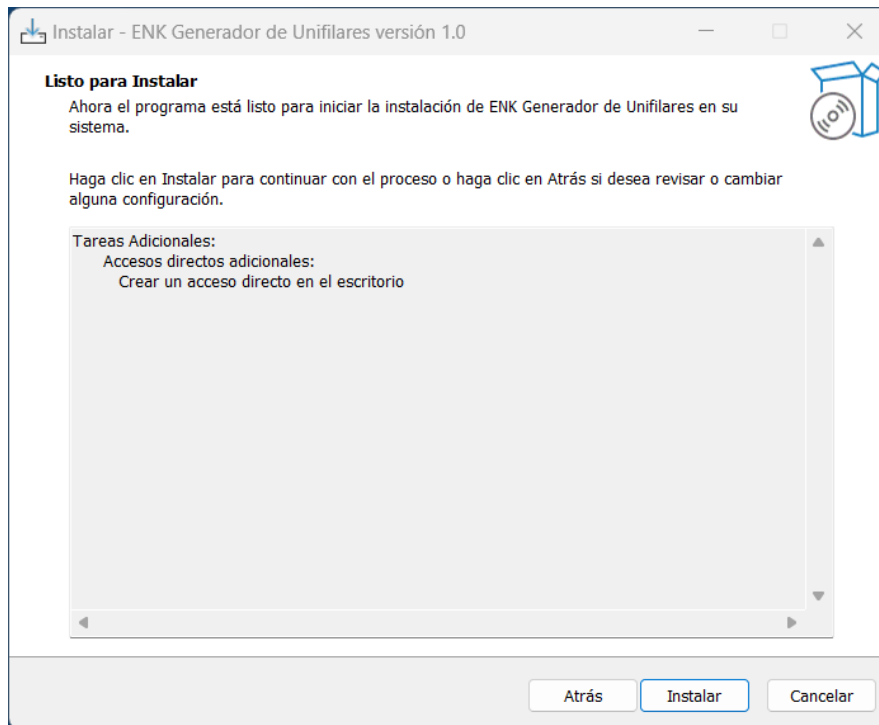 Instalar - ENK Generador de Unifilares versión 1.0
Listo para Instalar
Ahora el programa está listo para iniciar la instalación de ENK Generador de Unifilares en su
sistema.
Haga clic en Instalar para continuar con el proceso o haga clic en Atrás si desea revisar o cambiar
alguna configuración.
Tareas Adicionales:
Accesos directos adicionales:
Crear un acceso directo en el escritorio
Atrás
Instalar
Cancelar